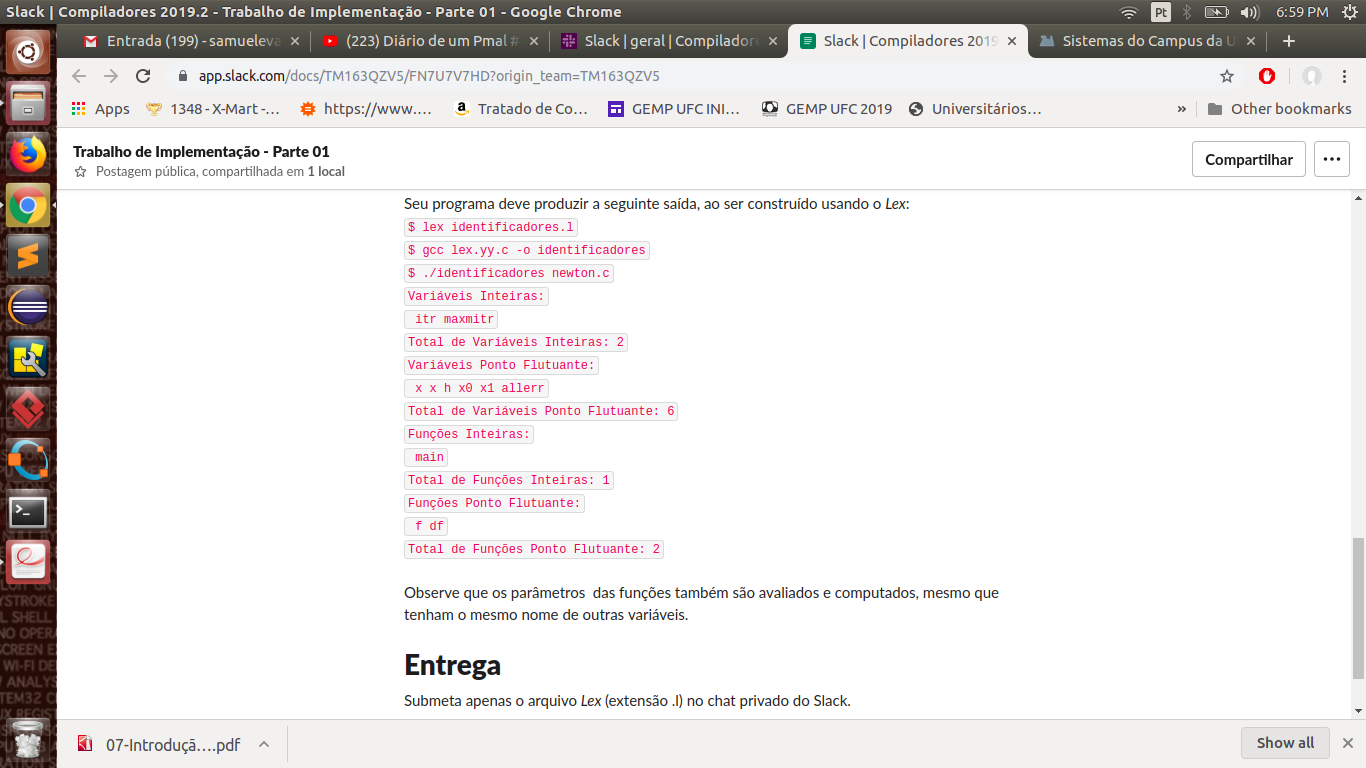 Slack | Compiladores 2019.2 - Trabalho de Implementação - Parte 01 - Google Chrome
Pt
6:59 PM
Entrada (199) - samueleva
(223) Diário de um Pmal #
Slack | geral | Compiladore
Slack | Compiladores 2019
Sistemas do Campus da U
app.slack.com/docs/TM163QZV5/FN7U7V7HD?origin_team=TM163QZV5
Apps
1348 - X-Mart -...
https://www....
Tratado de Co...
GEMP UFC INI...
GEMP UFC 2019
Universitários...
»
Other bookmarks
Trabalho de Implementação - Parte 01
Postagem pública, compartilhada em 1 local
Compartilhar
Seu programa deve produzir a seguinte saída, ao ser construído usando o Lex:
$ lex identificadores.l
$ gcc lex.yy.c -o identificadores
$ ./identificadores newton.c
Variáveis Inteiras:
itr maxmitr
Total de Variáveis Inteiras: 2
Variáveis Ponto Flutuante:
x x h x0 x1 allerr
Total de Variáveis Ponto Flutuante: 6
Funções Inteiras:
main
Total de Funções Inteiras: 1
Funções Ponto Flutuante:
f df
Total de Funções Ponto Flutuante: 2
Observe que os parâmetros  das funções também são avaliados e computados, mesmo que
tenham o mesmo nome de outras variáveis.
Entrega
Submeta apenas o arquivo Lex (extensão .l) no chat privado do Slack.
07-Introduçã....pdf
Show all